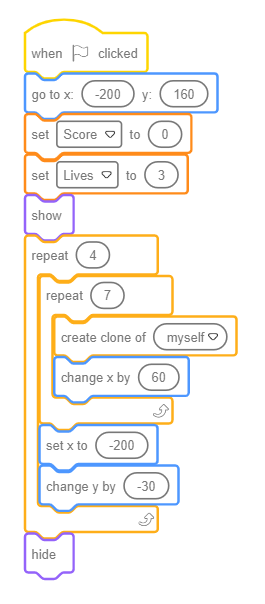 when clicked
go to x: -200 y: 160
set Score to 0
set Lives to 3
show
repeat 4
repeat 7
create clone of myself
change x by 60
set x to -200
change y by -30
hide